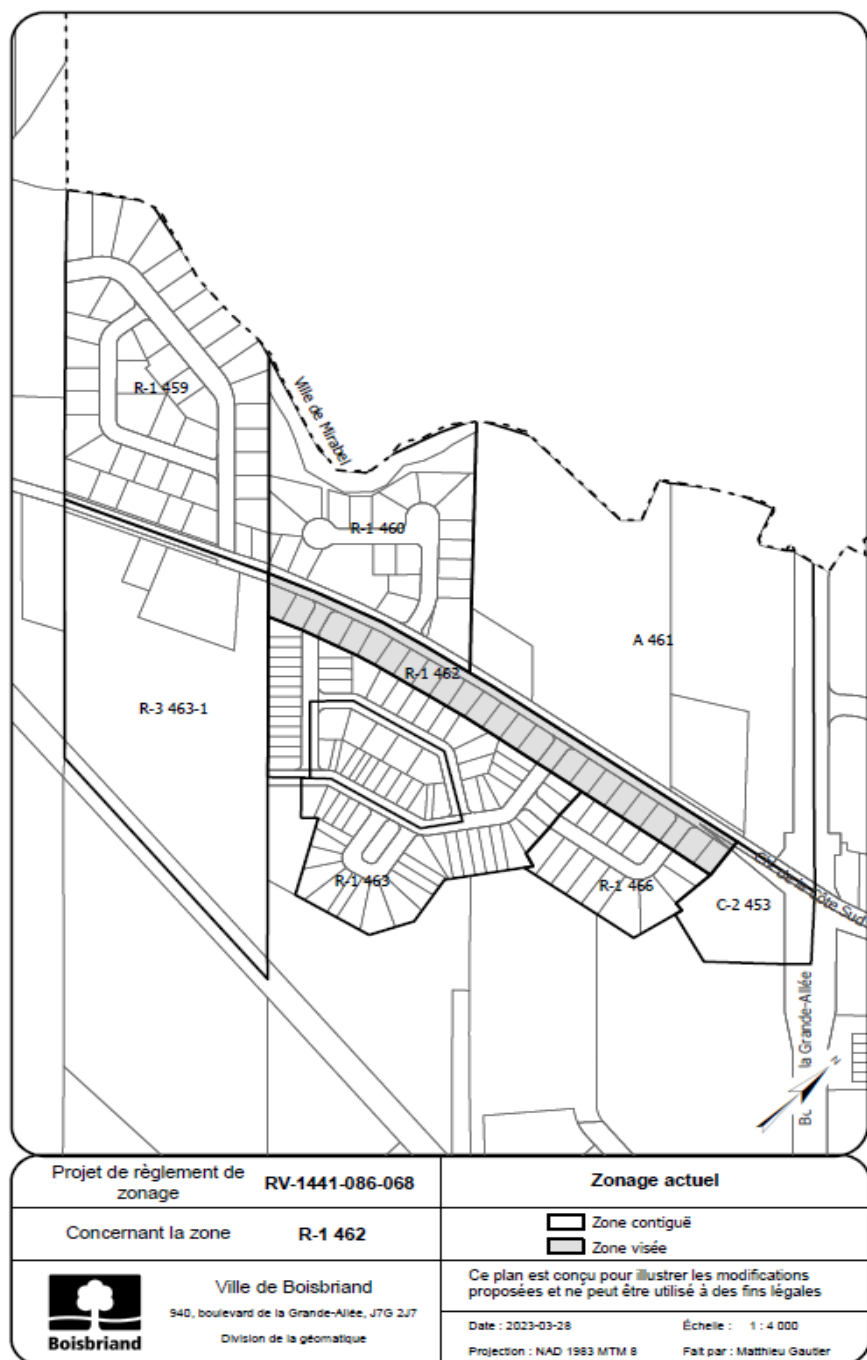 R-1 459
Ville de Mirabel
R-1 460
A 461
R-1 462
R-3 463-1
R-1 463
R-1 466
C-2 453
de la Côte Sud
la Grande-Allée
N
Projet de règlement de zonage
RV-1441-086-068
Zonage actuel
Concernant la zone
R-1 462
Zone contiguë
Zone visée
Boisbriand
Ville de Boisbriand
940, boulevard de la Grande-Allée, J7G 2J7
Division de la géomatique
Ce plan est conçu pour illustrer les modifications
proposées et ne peut être utilisé à des fins légales
Date : 2023-03-28
Échelle : 1 : 4 000
Projection : NAD 1983 MTM 8
Fait par : Matthieu Gautier